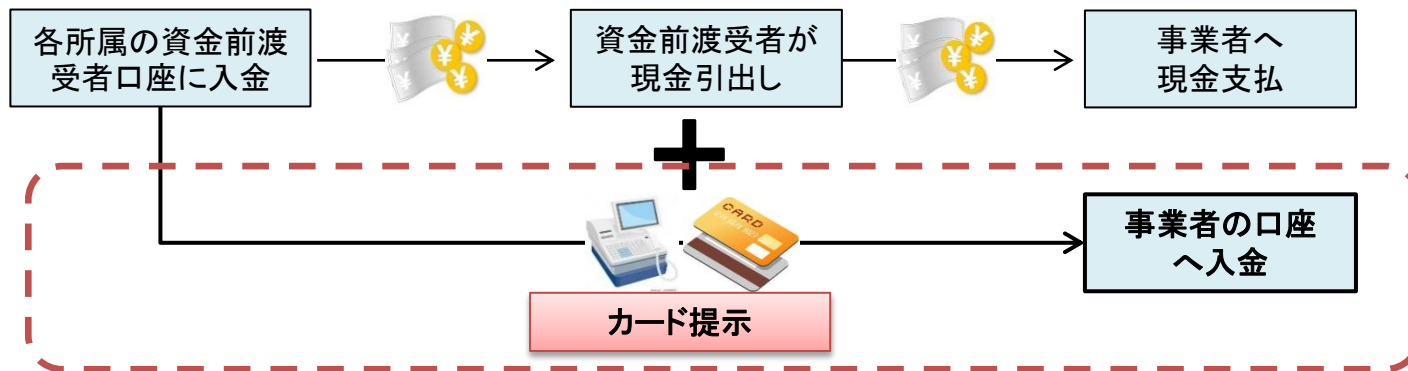 各所属の資金前渡
受者口座に入金
資金前渡受者が
現金引出し
事業者へ
現金支払
CARD
事業者の口座
へ入金
カード提示